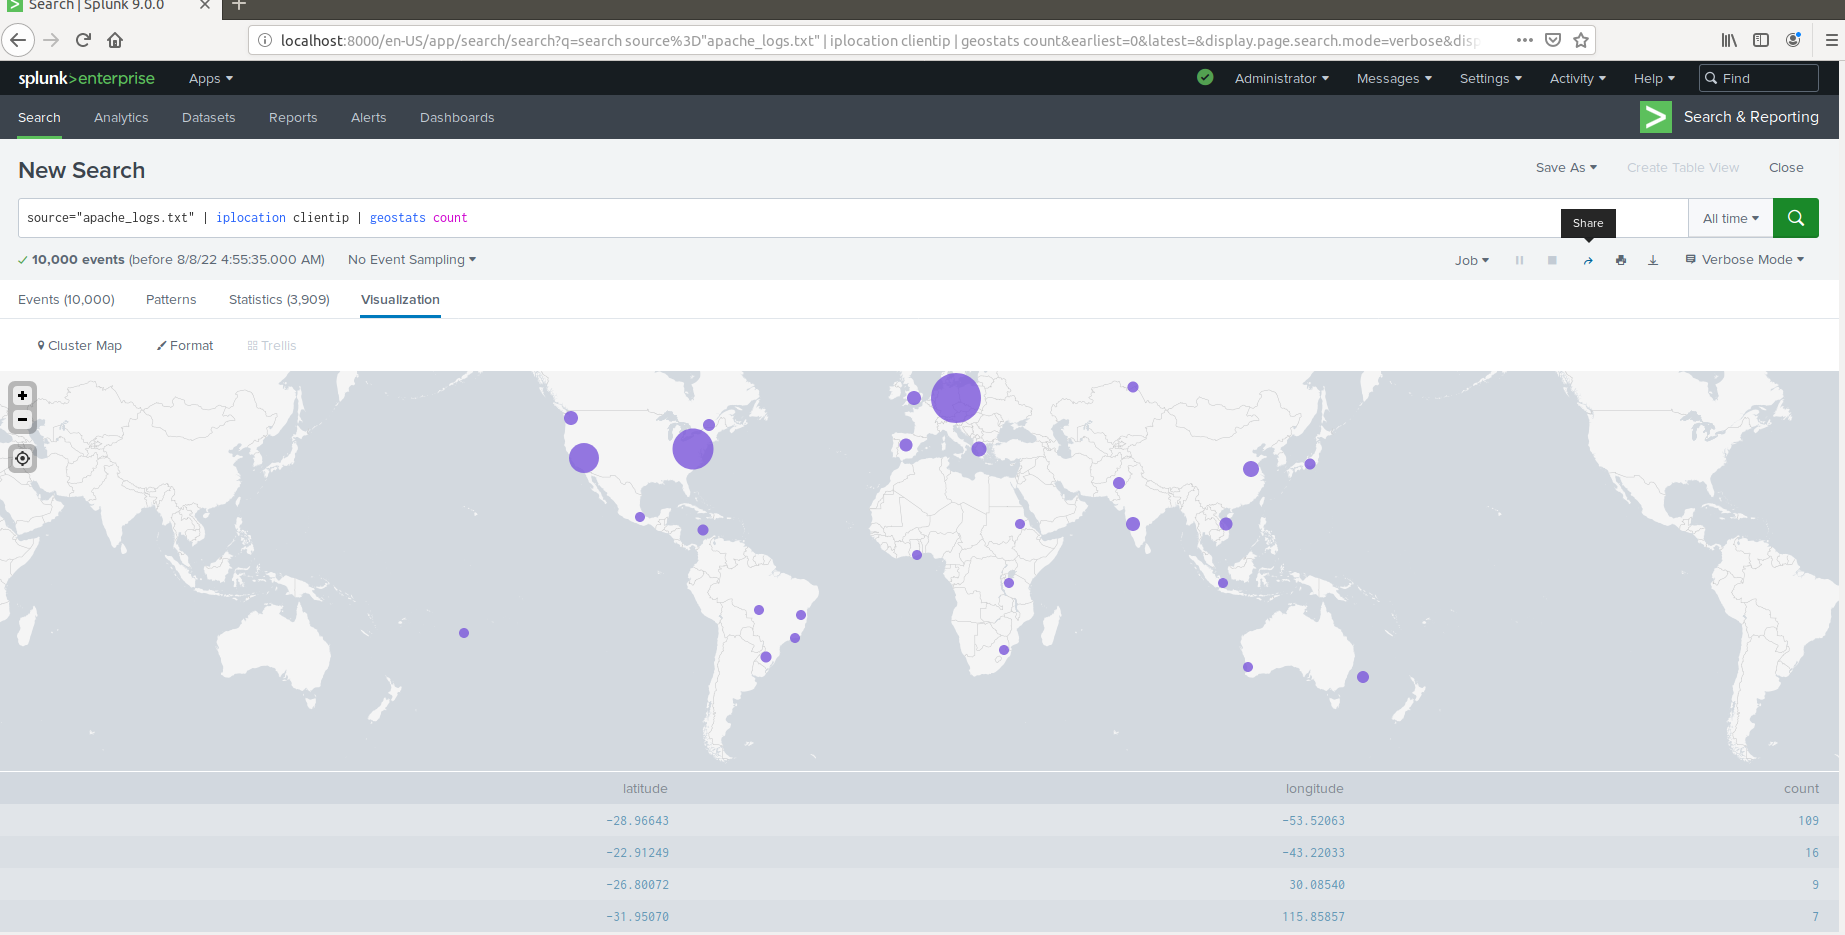 Search | Splunk 9.0.0
localhost:8000/en-US/app/search/search?q=search source%3D"apache_logs.txt" | iplocation clientip | geostats count&earliest=0&latest=&display.page.search.mode=verbose&disp
splunk>enterprise Apps Administrator Messages Settings Activity Help Find
Search Analytics Datasets Reports Alerts Dashboards Search & Reporting
New Search Save As Create Table View Close
source="apache_logs.txt" | iplocation clientip | geostats count All time
Share
10,000 events (before 8/8/22 4:55:35.000 AM) No Event Sampling Job Verbose Mode
Events (10,000) Patterns Statistics (3,909) Visualization
Cluster Map Format Trellis
latitude longitude count
-28.96643 -53.52063 109
-22.91249 -43.22033 16
-26.80072 30.08540 9
-31.95070 115.85857 7